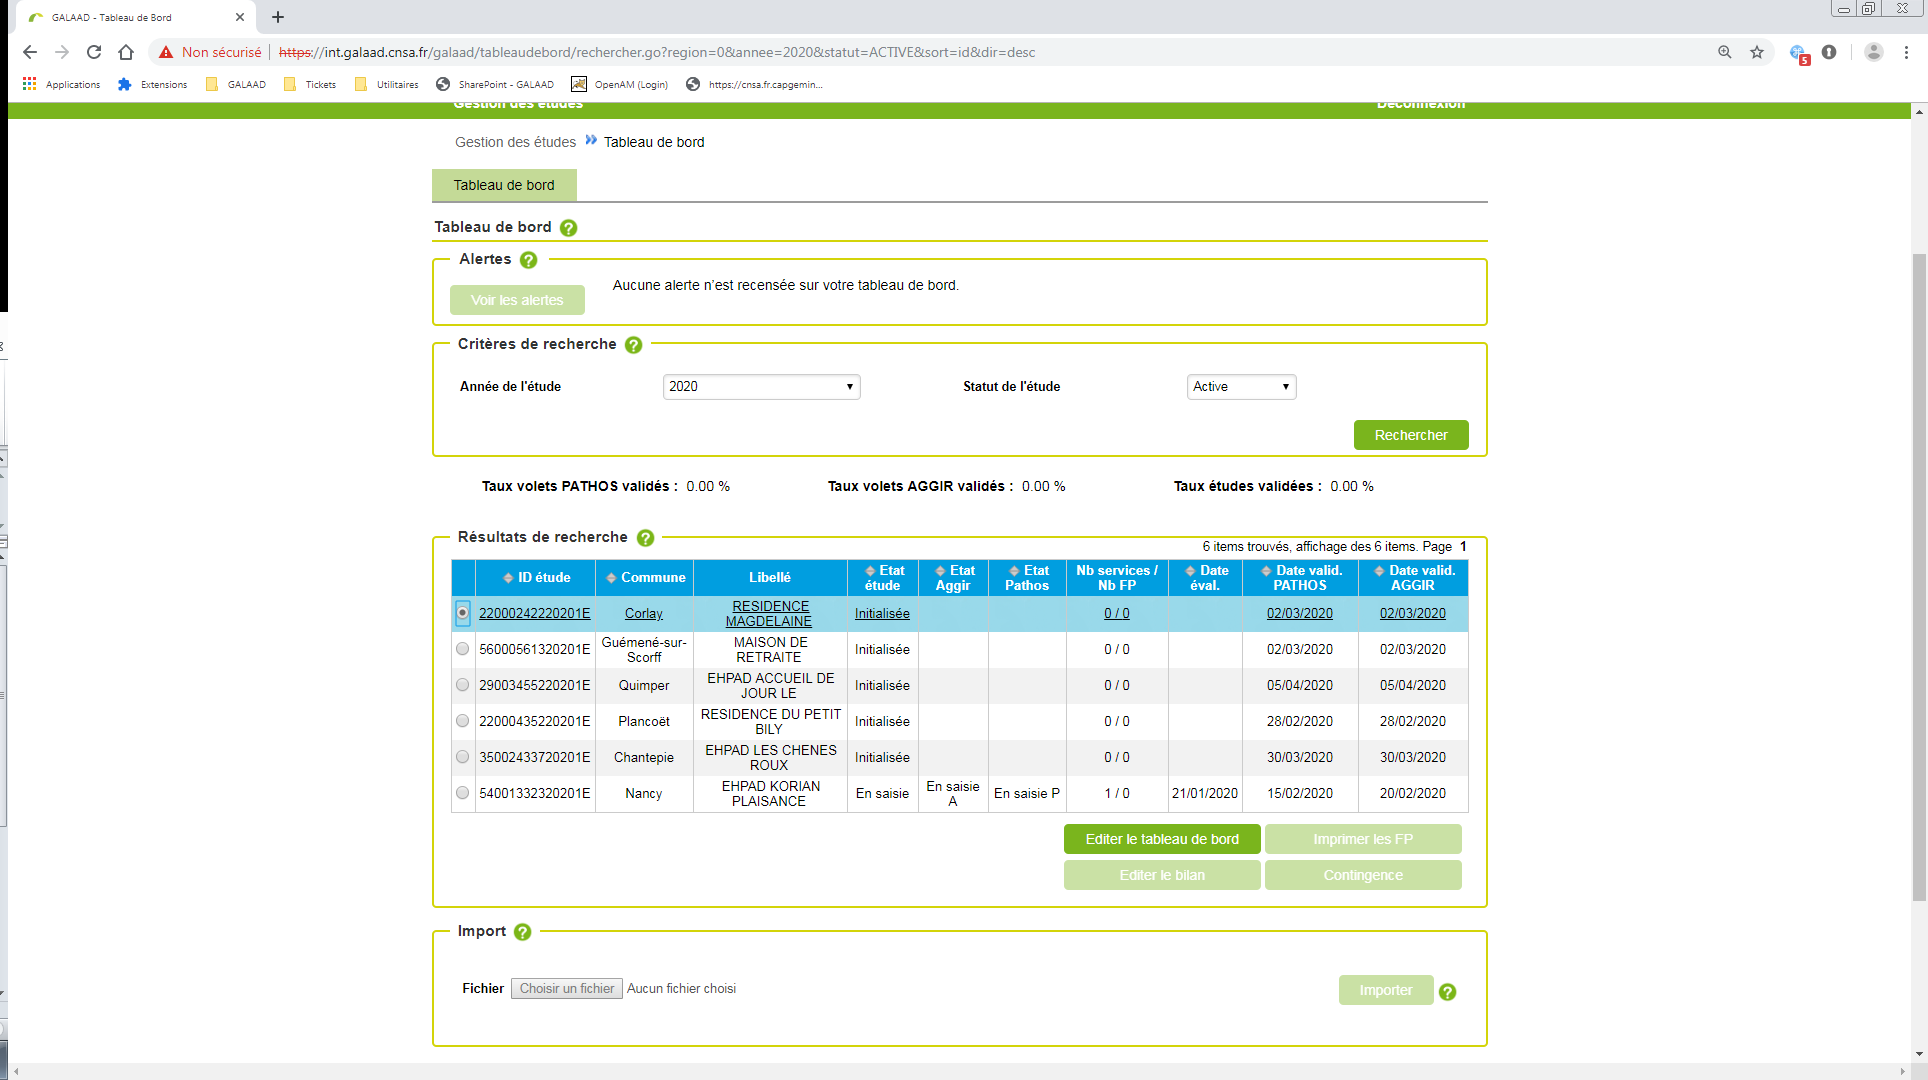 GALAAD - Tableau de Bord
Non sécurisé https://int.galaad.cnsa.fr/galaad/tableaudebord/rechercher.go?region=0&annee=2020&statut=ACTIVE&sort=id&dir=desc 5
Applications Extensions GALAAD Tickets Utilitaires SharePoint - GALAAD OpenAM (Login) https://cnsa.fr.capgemin...
Gestion des études Déconnexion
Gestion des études Tableau de bord
Tableau de bord
Tableau de bord ?
Alertes ?
Voir les alertes Aucune alerte n'est recensée sur votre tableau de bord.
Critères de recherche ?
Année de l'étude 2020 Statut de l'étude Active
Rechercher
Taux volets PATHOS validés : 0.00 % Taux volets AGGIR validés : 0.00 % Taux études validées : 0.00 %
Résultats de recherche ?
6 items trouvés, affichage des 6 items. Page 1
ID étude Commune Libellé Etat étude Etat Aggir Etat Pathos Nb services / Nb FP Date éval. Date valid. PATHOS Date valid. AGGIR
22000242220201E Corlay RESIDENCE MAGDELAINE Initialisée 0 / 0 02/03/2020 02/03/2020
56000561320201E Guémené-sur-Scorff MAISON DE RETRAITE Initialisée 0 / 0 02/03/2020 02/03/2020
29003455220201E Quimper EHPAD ACCUEIL DE JOUR LE Initialisée 0 / 0 05/04/2020 05/04/2020
22000435220201E Plancoët RESIDENCE DU PETIT BILY Initialisée 0 / 0 28/02/2020 28/02/2020
35002433720201E Chantepie EHPAD LES CHENES ROUX Initialisée 0 / 0 30/03/2020 30/03/2020
54001332320201E Nancy EHPAD KORIAN PLAISANCE En saisie En saisie A En saisie P 1 / 0 21/01/2020 15/02/2020 20/02/2020
Editer le tableau de bord Imprimer les FP
Editer le bilan Contingence
Import ?
Fichier Choisir un fichier Aucun fichier choisi Importer ?